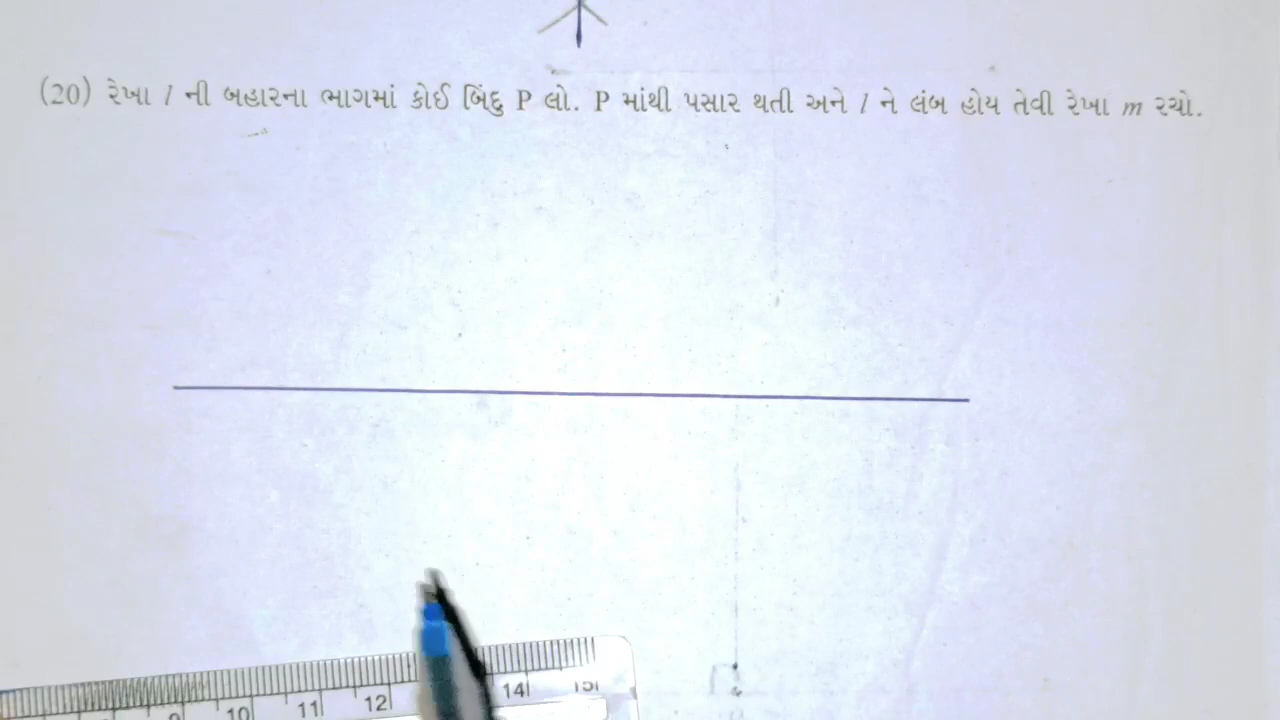 (20) રેખા l ની બહારના ભાગમાં કોઈ બિંદુ P લો. P માંથી પસાર થતી અને l ને લંબ હોય તેવી રેખા m રચો.
10 11 12 14 15